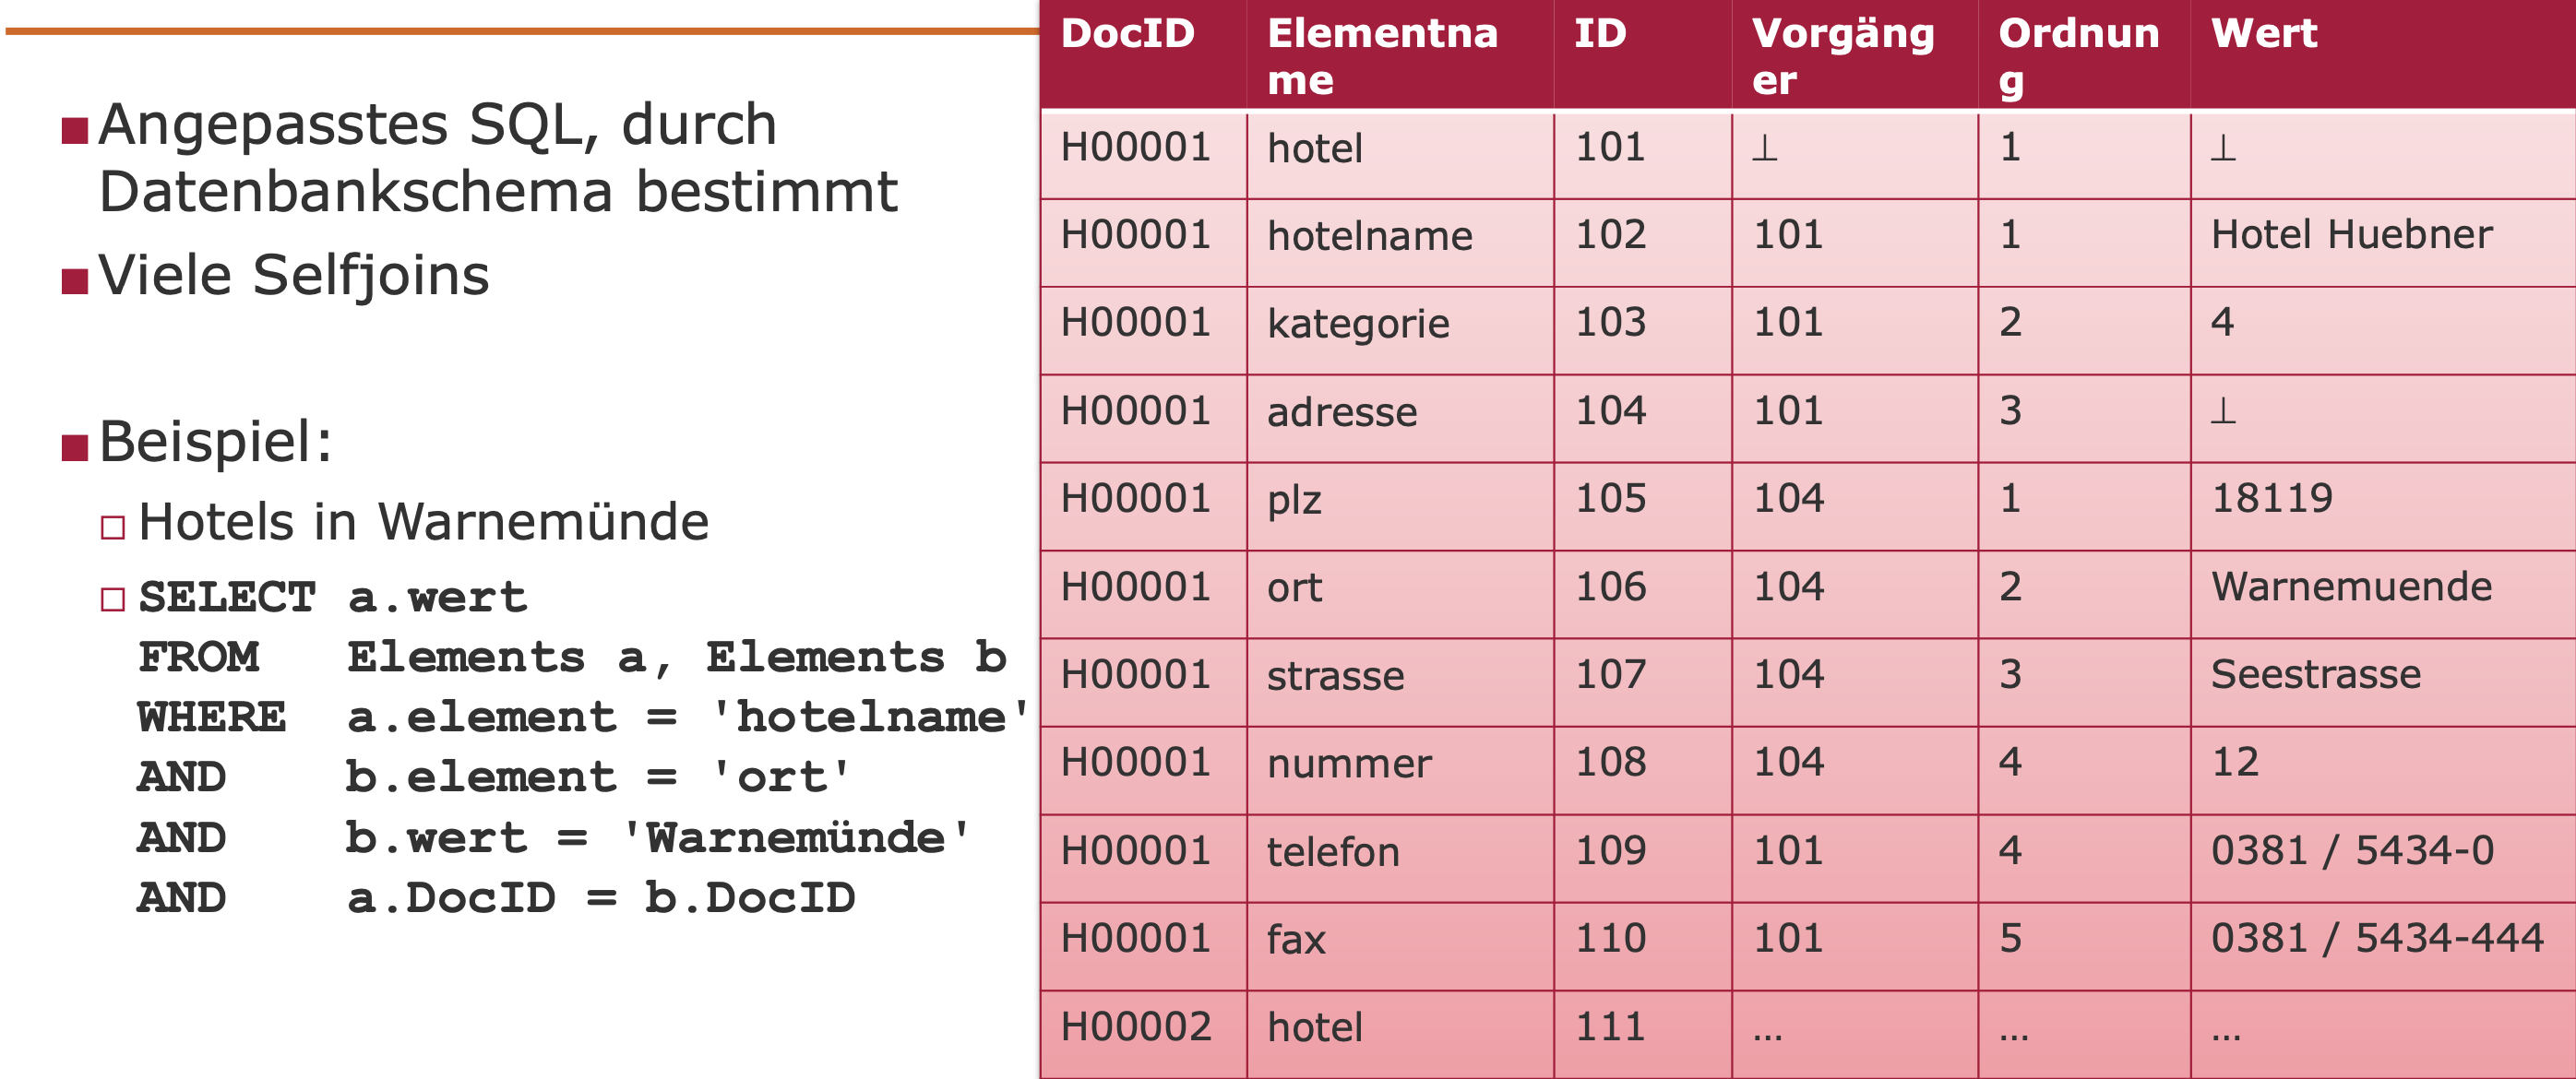 Angepasstes SQL, durch
Datenbankschema bestimmt
Viele Selfjoins
Beispiel:
Hotels in Warnemünde
SELECT a.wert
FROM Elements a, Elements b
WHERE a.element = 'hotelname'
AND b.element = 'ort'
AND b.wert = 'Warnemünde'
AND a.DocID = b.DocID
DocID Elementna ID Vorgäng Ordnun Wert
me er g
H00001 hotel 101 ⊥ 1 ⊥
H00001 hotelname 102 101 1 Hotel Huebner
H00001 kategorie 103 101 2 4
H00001 adresse 104 101 3 ⊥
H00001 plz 105 104 1 18119
H00001 ort 106 104 2 Warnemuende
H00001 strasse 107 104 3 Seestrasse
H00001 nummer 108 104 4 12
H00001 telefon 109 101 4 0381 / 5434-0
H00001 fax 110 101 5 0381 / 5434-444
H00002 hotel 111 … … …